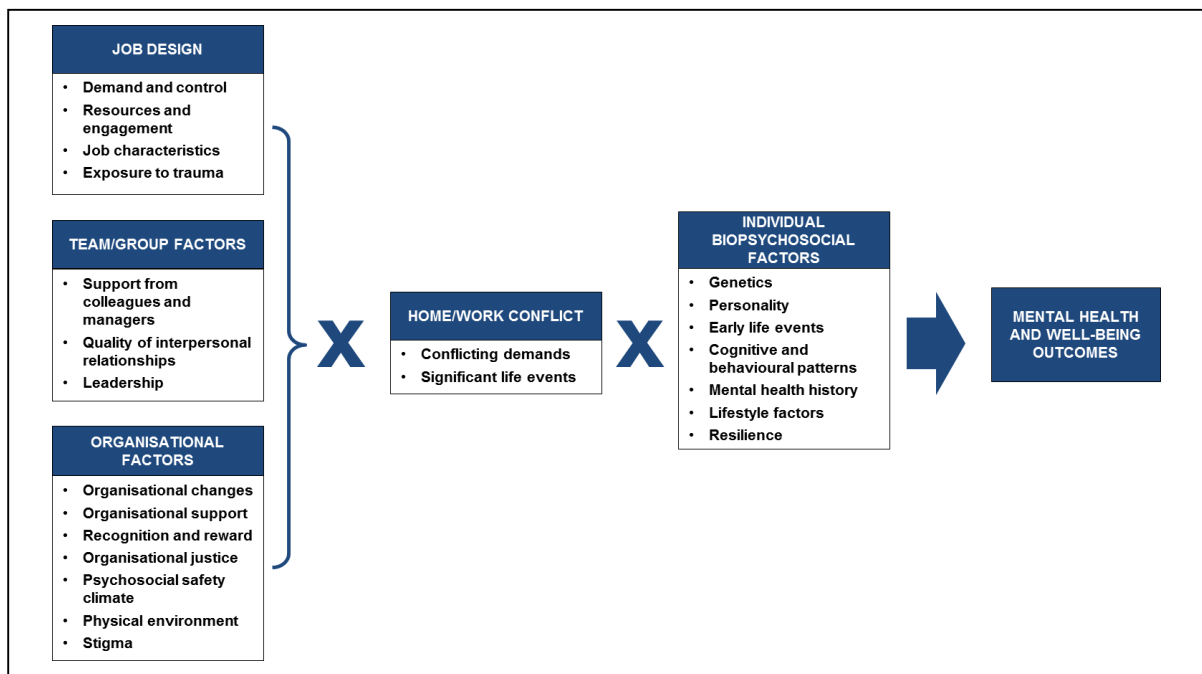 JOB DESIGN
• Demand and control
• Resources and
engagement
• Job characteristics
• Exposure to trauma
TEAM/GROUP FACTORS
• Support from
colleagues and
managers
• Quality of interpersonal
relationships
• Leadership
ORGANISATIONAL
FACTORS
• Organisational changes
• Organisational support
• Recognition and reward
• Organisational justice
• Psychosocial safety
climate
• Physical environment
• Stigma
X
HOME/WORK CONFLICT
• Conflicting demands
• Significant life events
X
INDIVIDUAL
BIOPSYCHOSOCIAL
FACTORS
• Genetics
• Personality
• Early life events
• Cognitive and
behavioural patterns
• Mental health history
• Lifestyle factors
• Resilience
MENTAL HEALTH
AND WELL-BEING
OUTCOMES